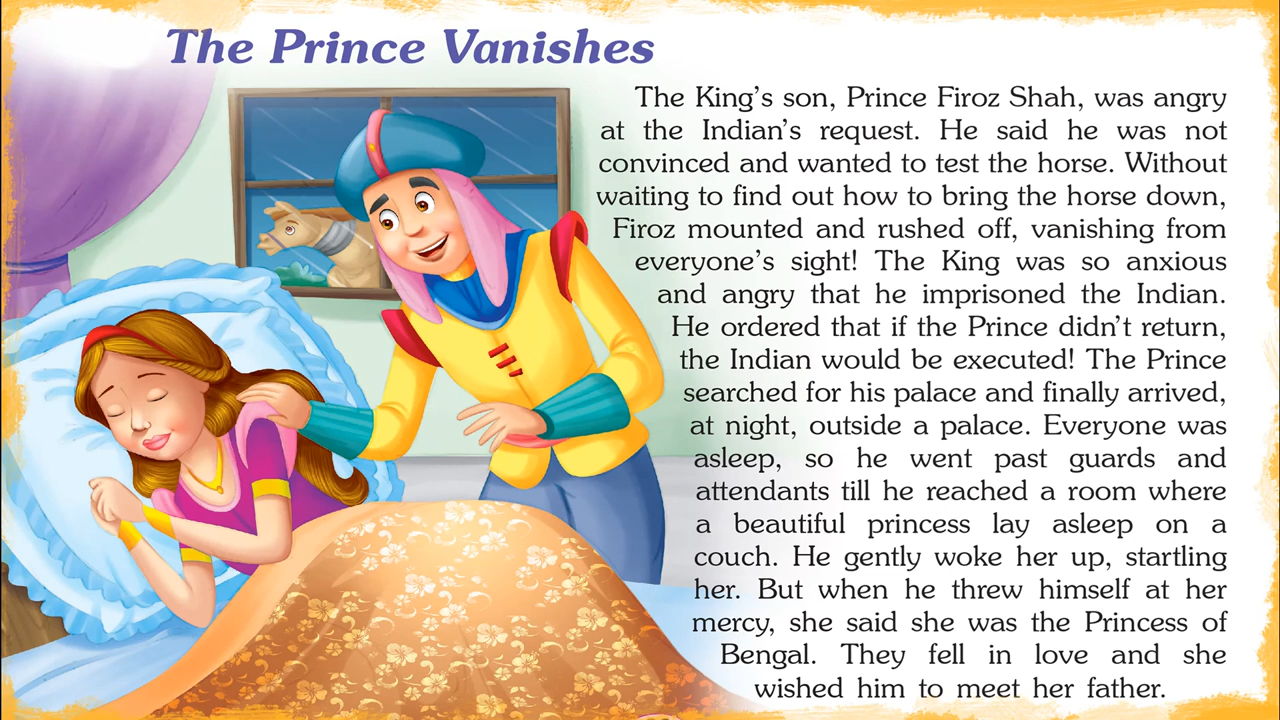 The Prince Vanishes
The King's son, Prince Firoz Shah, was angry
at the Indian's request. He said he was not
convinced and wanted to test the horse. Without
waiting to find out how to bring the horse down,
Firoz mounted and rushed off, vanishing from
everyone's sight! The King was so anxious
and angry that he imprisoned the Indian.
He ordered that if the Prince didn't return,
the Indian would be executed! The Prince
searched for his palace and finally arrived,
at night, outside a palace. Everyone was
asleep, so he went past guards and
attendants till he reached a room where
a beautiful princess lay asleep on a
couch. He gently woke her up, startling
her. But when he threw himself at her
mercy, she said she was the Princess of
Bengal. They fell in love and she
wished him to meet her father.